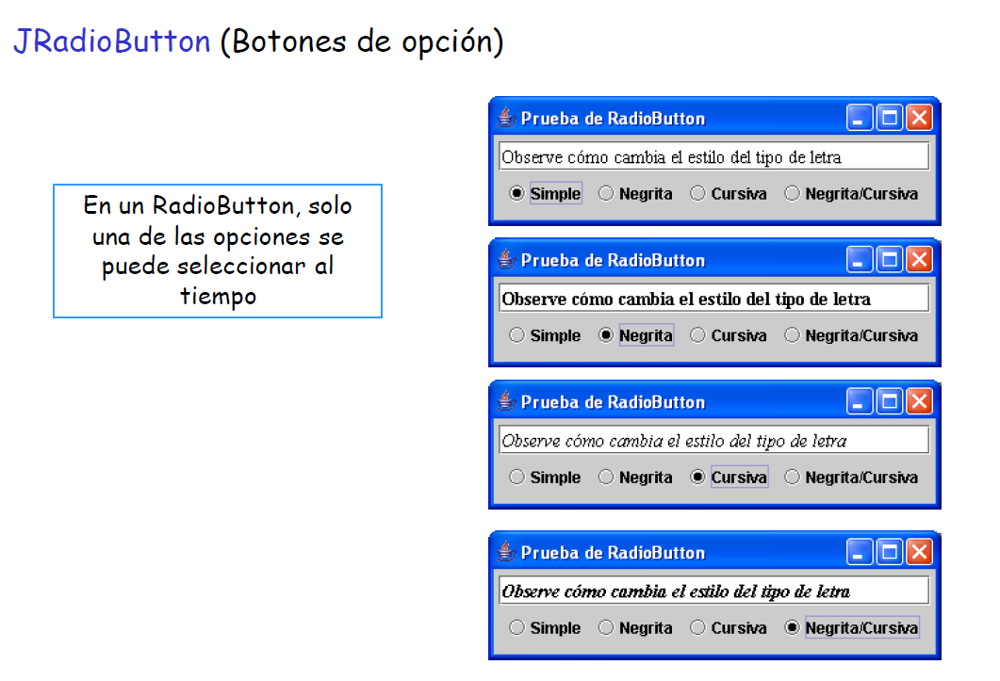 JRadioButton (Botones de opción)
En un RadioButton, solo
una de las opciones se
puede seleccionar al
tiempo
Prueba de RadioButton
Observe cómo cambia el estilo del tipo de letra
Simple Negrita Cursiva Negrita/Cursiva
Prueba de RadioButton
Observe cómo cambia el estilo del tipo de letra
Simple Negrita Cursiva Negrita/Cursiva
Prueba de RadioButton
Observe cómo cambia el estilo del tipo de letra
Simple Negrita Cursiva Negrita/Cursiva
Prueba de RadioButton
Observe cómo cambia el estilo del tipo de letra
Simple Negrita Cursiva Negrita/Cursiva